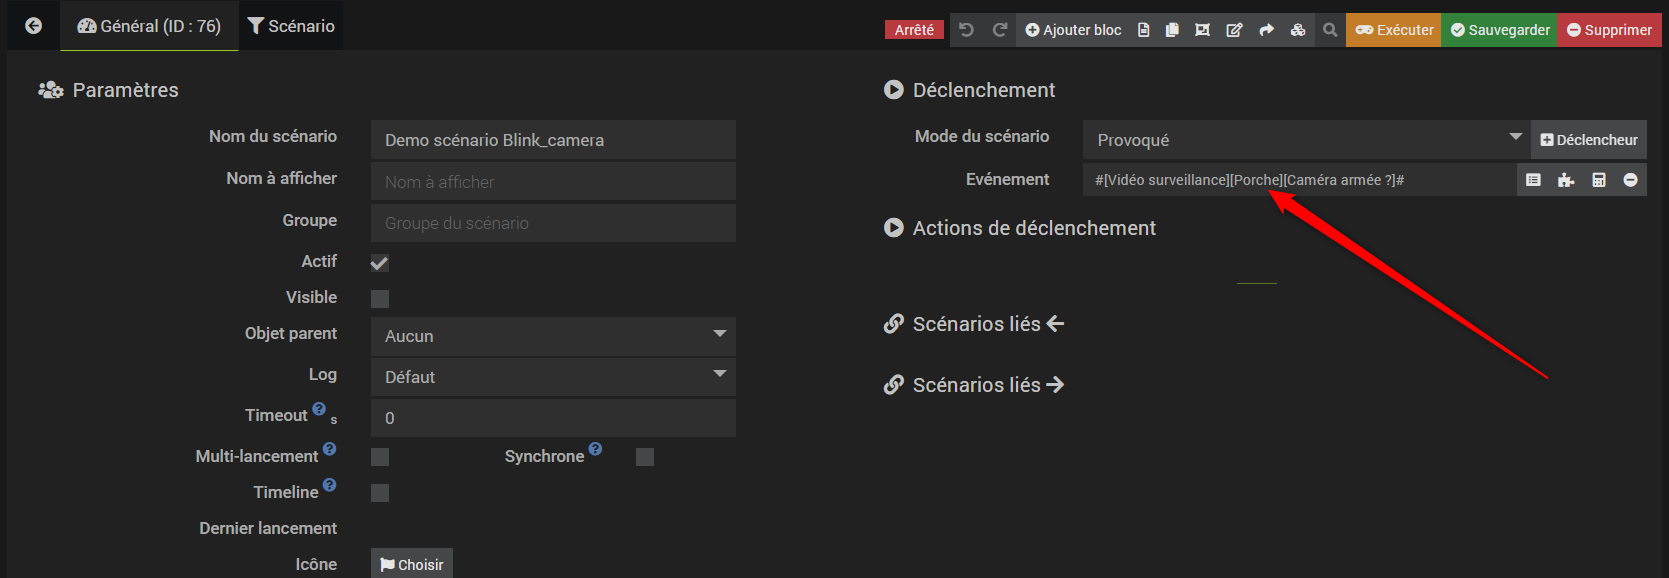 Général (ID : 76) Scénario
Arrêté Ajouter bloc Exécuter Sauvegarder Supprimer
Paramètres
Nom du scénario Demo scénario Blink_camera
Nom à afficher Nom à afficher
Groupe Groupe du scénario
Actif
Visible
Objet parent Aucun
Log Défaut
Timeout ? s 0
Multi-lancement ? Synchrone ?
Timeline ?
Dernier lancement
Icône Choisir
Déclenchement
Mode du scénario Provoqué Déclencheur
Evénement #[Vidéo surveillance][Porche][Caméra armée ?]#
Actions de déclenchement
Scénarios liés
Scénarios liés